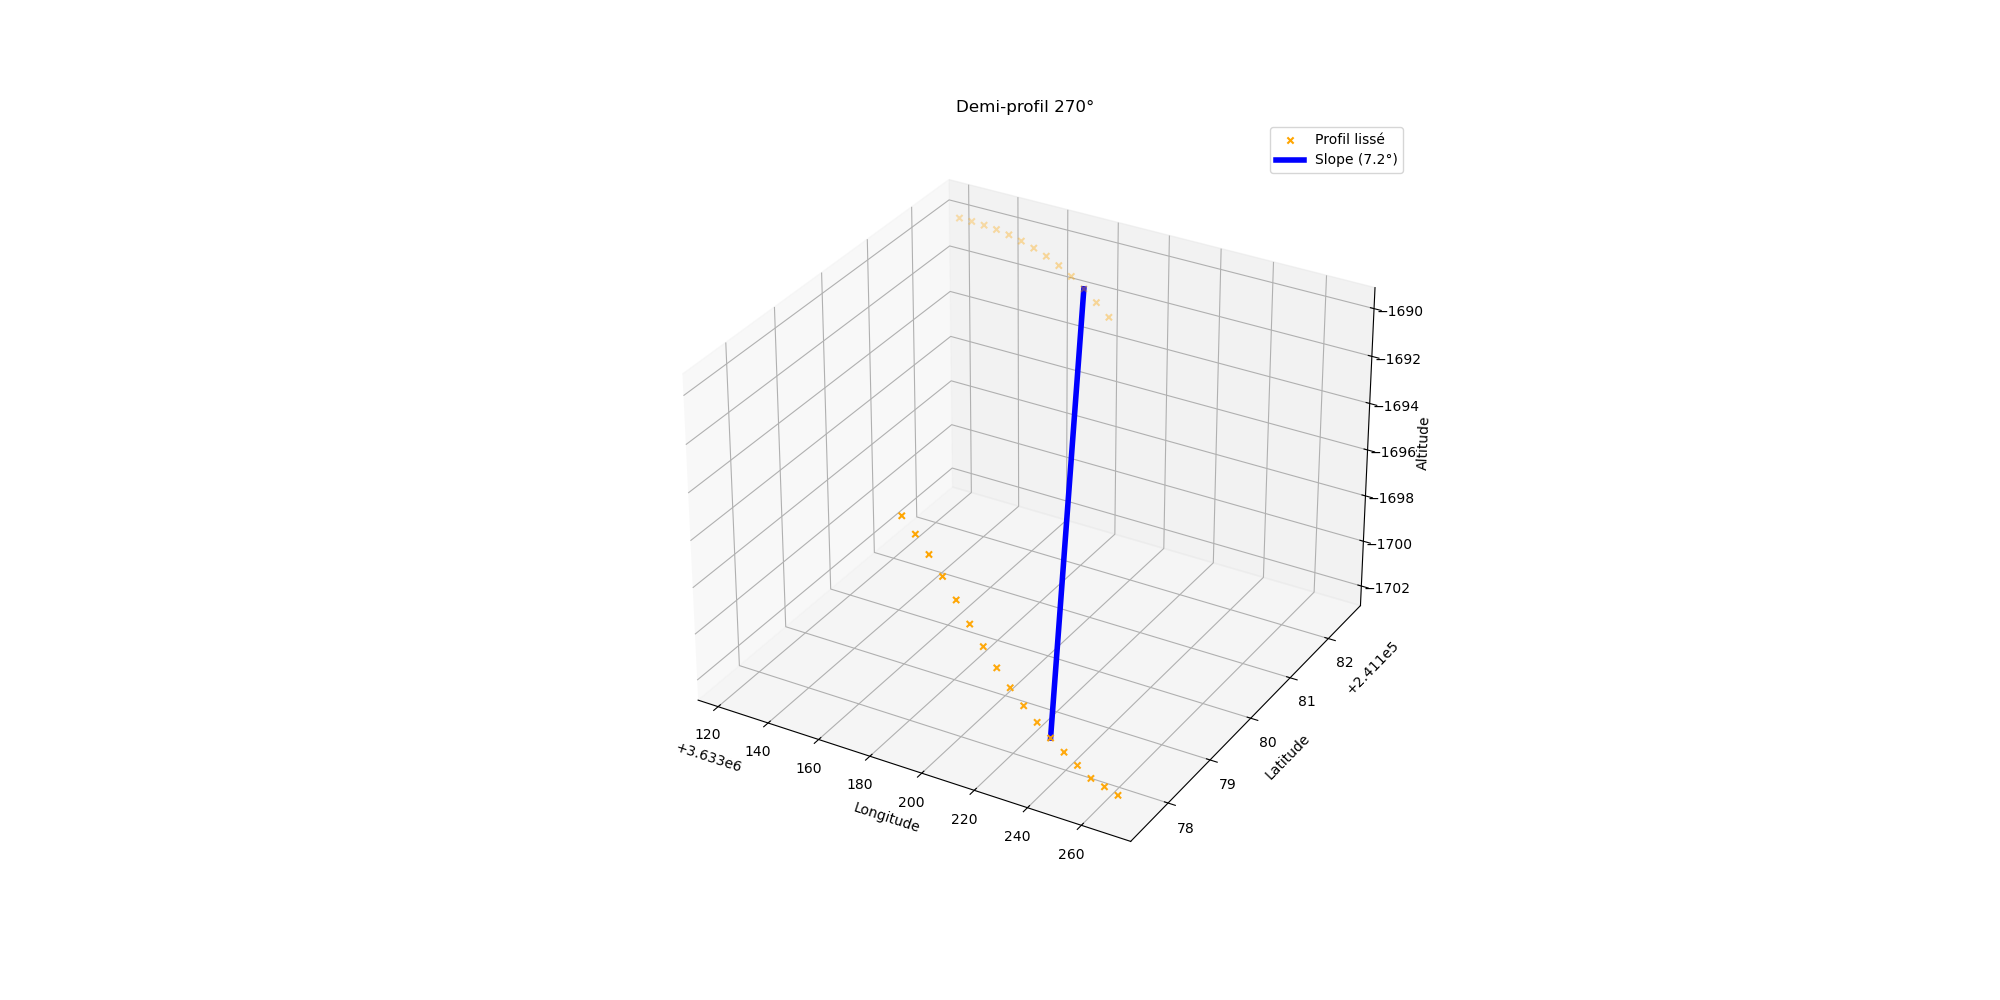 Demi-profil 270°
Profil lissé
Slope (7.2°)
−1690
−1692
−1694
−1696
−1698
−1700
−1702
Altitude
82
81
80
79
78
+2.411e5
Latitude
120
140
160
180
200
220
240
260
+3.633e6
Longitude